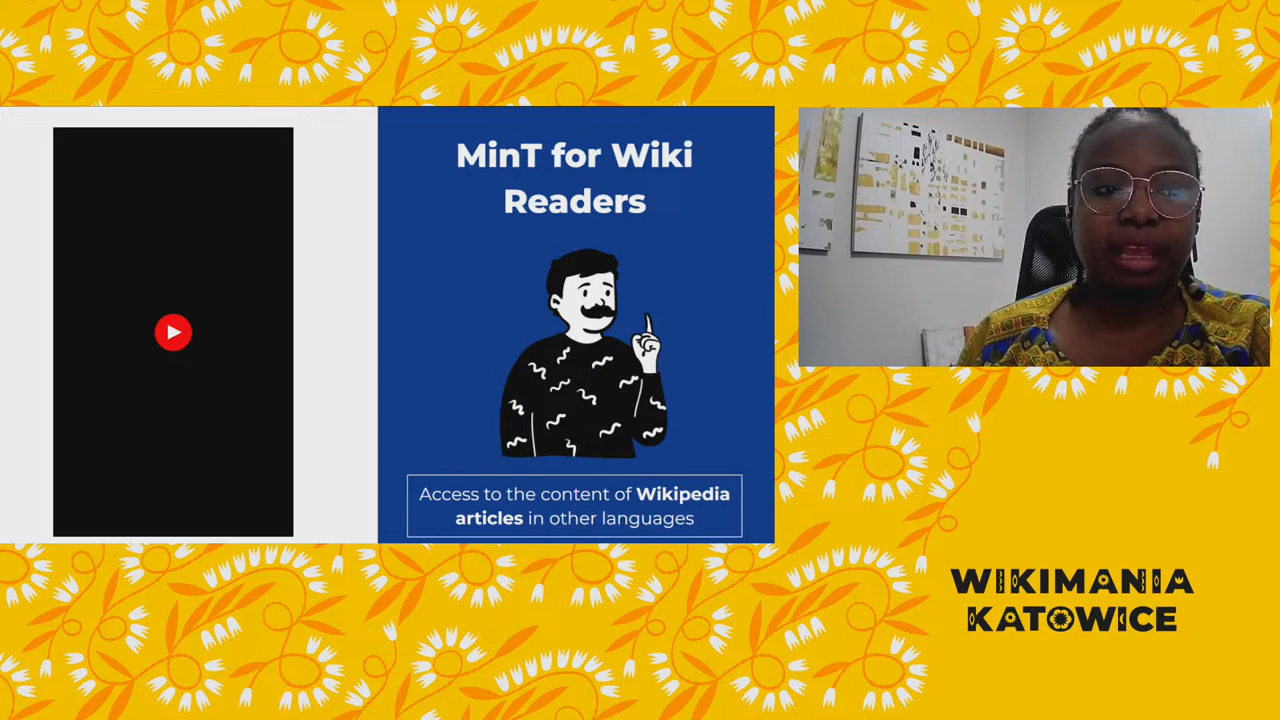 MinT for Wiki
Readers
Access to the content of Wikipedia
articles in other languages
WIKIMANIA
KATOWICE